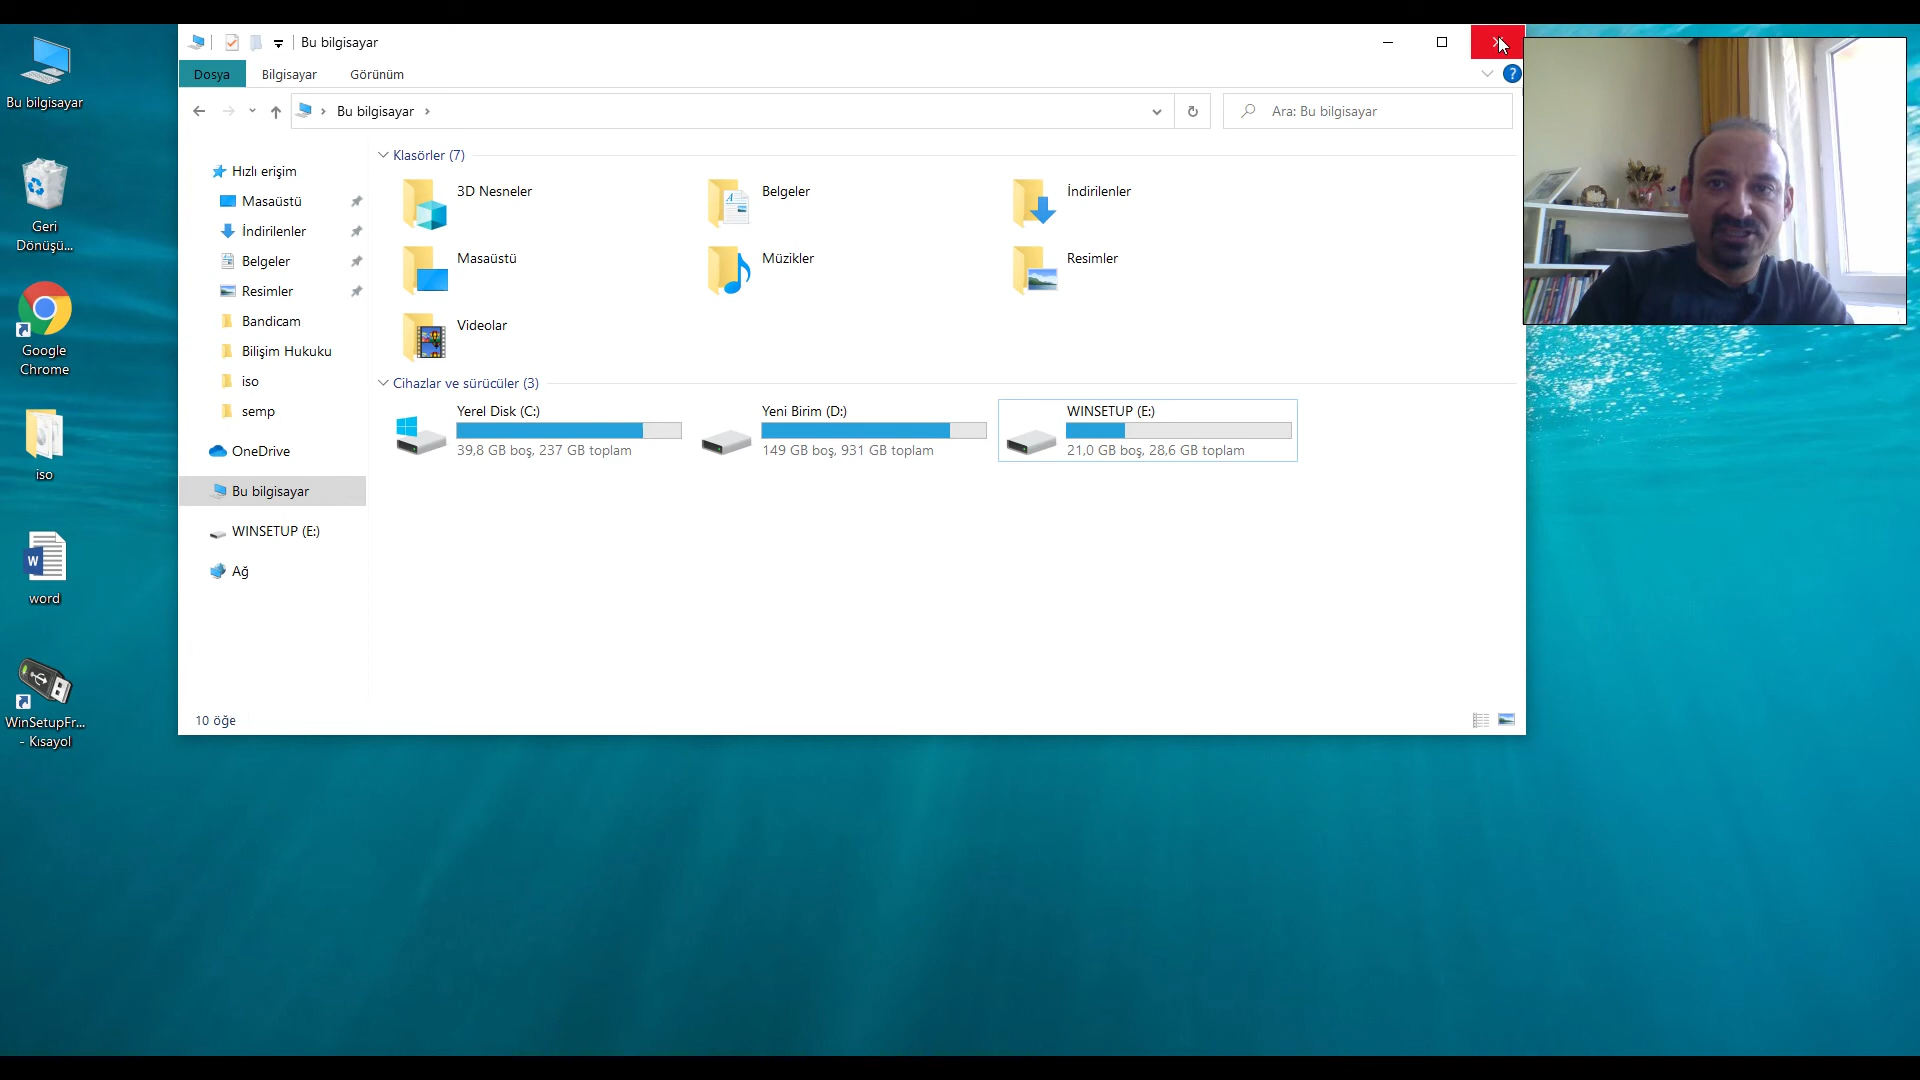 Bu bilgisayar
Dosya
Bilgisayar
Görünüm
?
Bu bilgisayar
Ara: Bu bilgisayar
Bu bilgisayar
Geri
Dönüşü...
Google
Chrome
iso
word
W
WinSetupFr...
- Kısayol
Hızlı erişim
Masaüstü
İndirilenler
Belgeler
Resimler
Bandicam
Bilişim Hukuku
iso
semp
OneDrive
Bu bilgisayar
WINSETUP (E:)
Ağ
Klasörler (7)
3D Nesneler
Belgeler
İndirilenler
Masaüstü
Müzikler
Resimler
Videolar
Cihazlar ve sürücüler (3)
Yerel Disk (C:)
39,8 GB boş, 237 GB toplam
Yeni Birim (D:)
149 GB boş, 931 GB toplam
WINSETUP (E:)
21,0 GB boş, 28,6 GB toplam
10 öğe